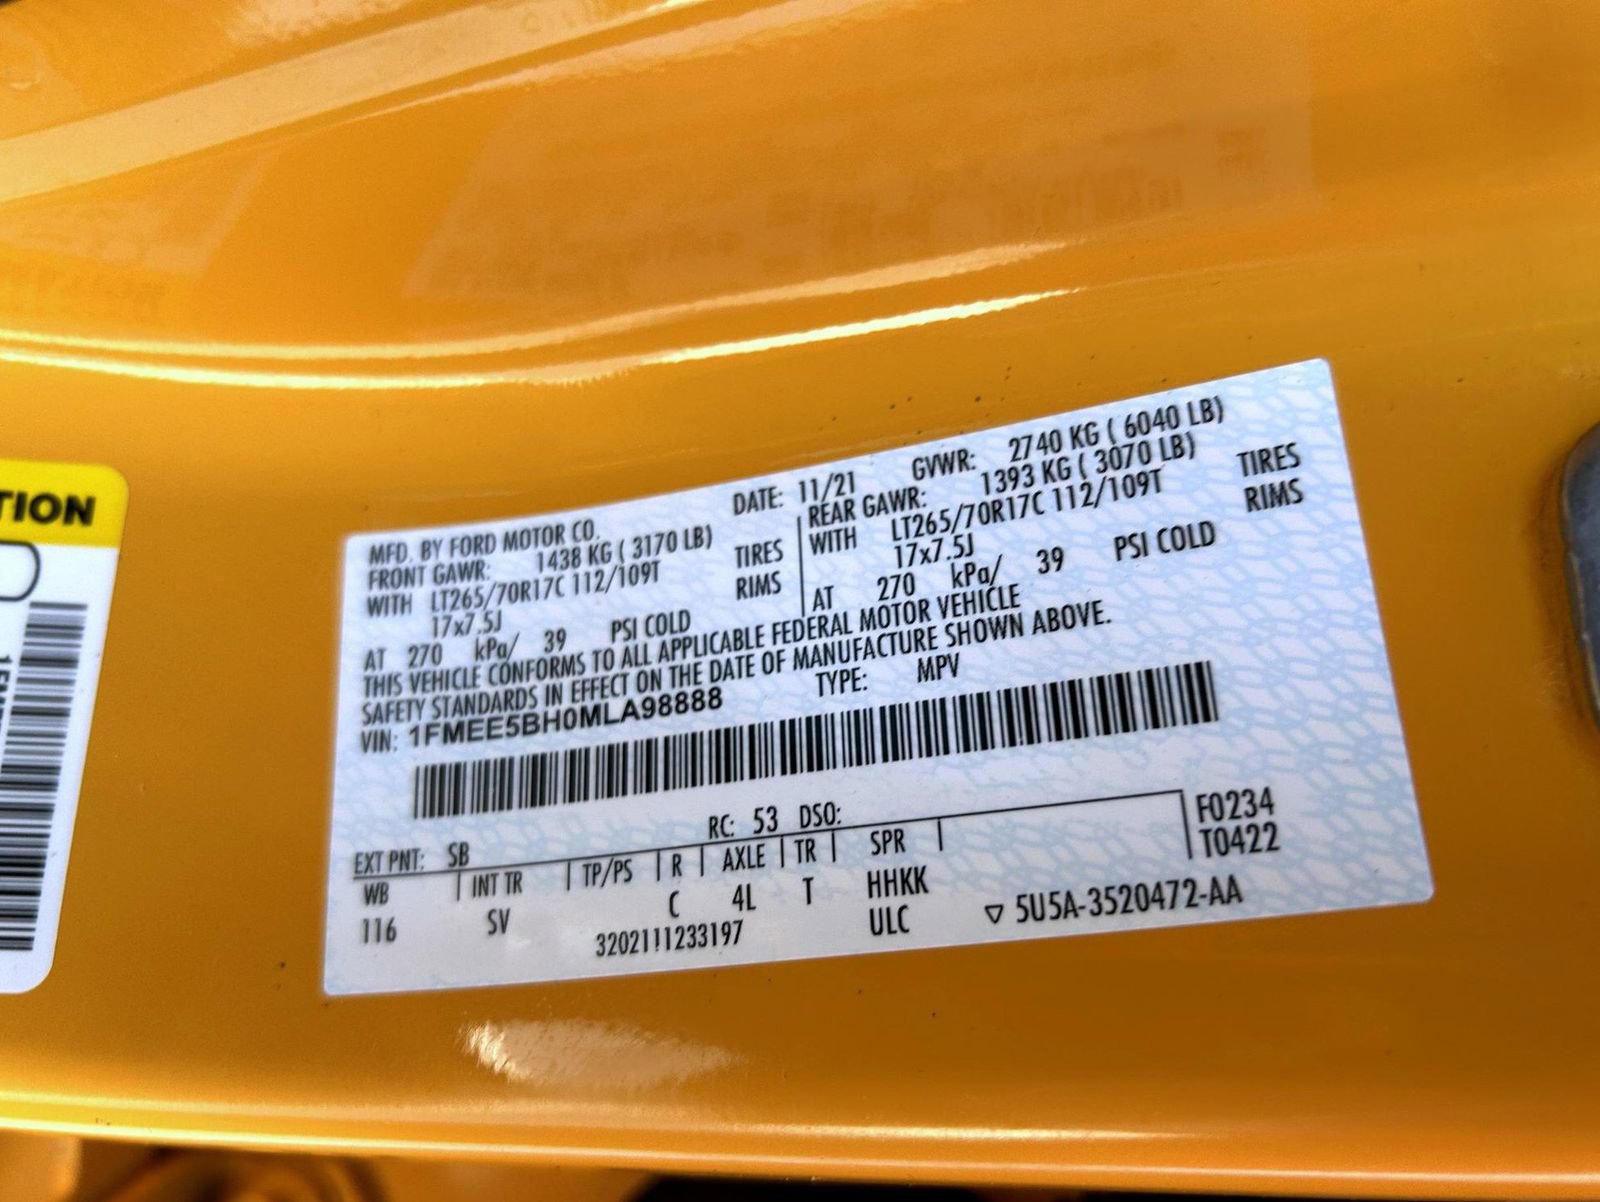 TION
MFD. BY FORD MOTOR CO.
DATE: 11/21 GVWR: 2740 KG ( 6040 LB)
FRONT GAWR: 1438 KG ( 3170 LB)
WITH LT265/70R17C 112/109T TIRES
17x7.5J RIMS
AT 270 kPa/ 39 PSI COLD
REAR GAWR: 1393 KG ( 3070 LB)
WITH LT265/70R17C 112/109T TIRES
17x7.5J RIMS
AT 270 kPa/ 39 PSI COLD
THIS VEHICLE CONFORMS TO ALL APPLICABLE FEDERAL MOTOR VEHICLE
SAFETY STANDARDS IN EFFECT ON THE DATE OF MANUFACTURE SHOWN ABOVE.
VIN: 1FMEE5BH0MLA98888 TYPE: MPV
EXT PNT: SB RC: 53 DSO: F0234
WB INT TR TP/PS R AXLE TR SPR T0422
116 SV C 4L T HHKK
3202111233197 ULC ▽ 5U5A-3520472-AA